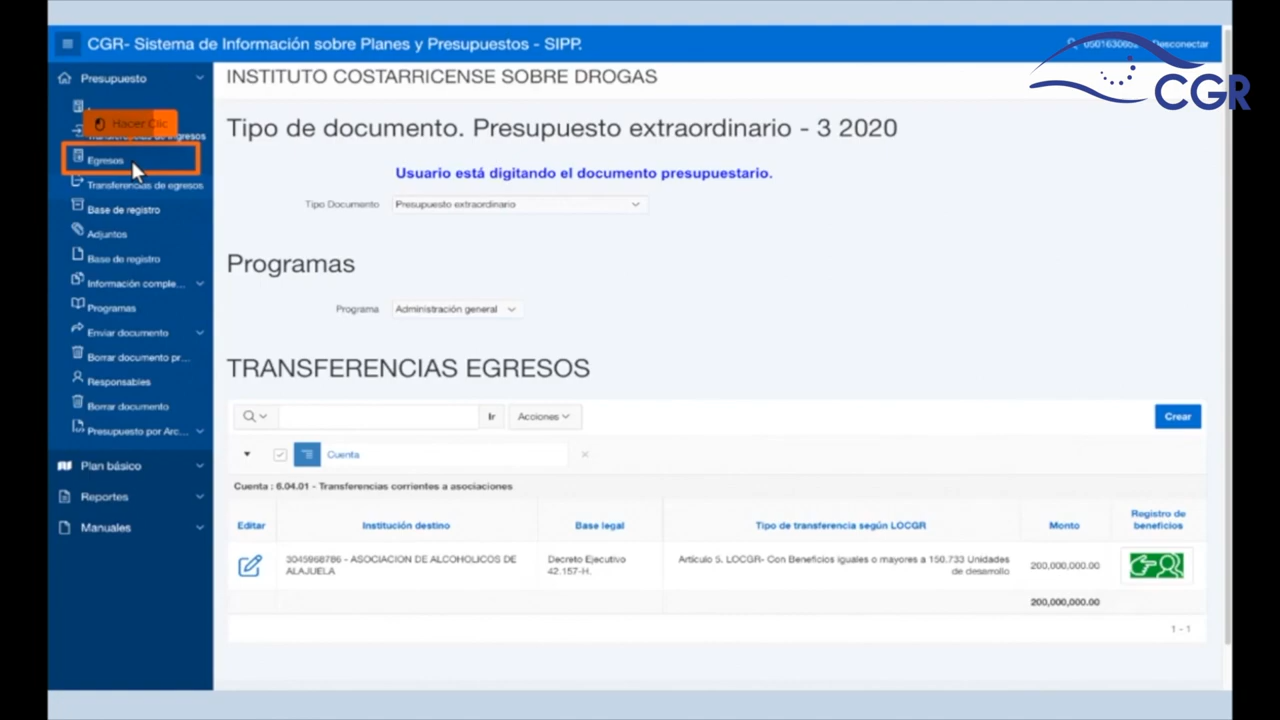 CGR- Sistema de Información sobre Planes y Presupuestos - SIPP.
Desconectar
CGR
Presupuesto
Hacer Clic
Transferencias de ingresos
Egresos
Transferencias de egresos
Base de registro
Adjuntos
Base de registro
Información comple...
Programas
Enviar documento
Borrar documento pr...
Responsables
Borrar documento
Presupuesto por Arc...
Plan básico
Reportes
Manuales
INSTITUTO COSTARRICENSE SOBRE DROGAS
Tipo de documento. Presupuesto extraordinario - 3 2020
Usuario está digitando el documento presupuestario.
Tipo Documento Presupuesto extraordinario
Programas
Programa Administración general
TRANSFERENCIAS EGRESOS
Ir Acciones Crear
Cuenta
Cuenta : 6.04.01 - Transferencias corrientes a asociaciones
Editar Institución destino Base legal Tipo de transferencia según LOCGR Monto Registro de beneficios
3045968786 - ASOCIACION DE ALCOHOLICOS DE ALAJUELA
Decreto Ejecutivo 42.157-H.
Artículo 5. LOCGR- Con Beneficios iguales o mayores a 150.733 Unidades de desarrollo
200,000,000.00
200,000,000.00
1 - 1